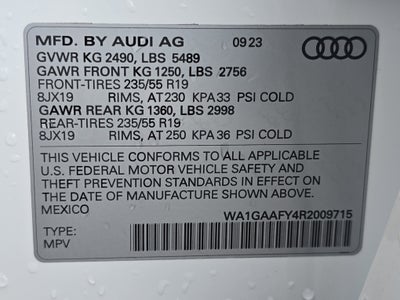 MFD. BY AUDI AG 09 23
GVWR KG 2490, LBS 5489
GAWR FRONT KG 1250, LBS 2756
FRONT-TIRES 235/55 R19
8JX19 RIMS, AT 230 KPA 33 PSI COLD
GAWR REAR KG 1360, LBS 2998
REAR-TIRES 235/55 R19
8JX19 RIMS, AT 250 KPA 36 PSI COLD
THIS VEHICLE CONFORMS TO ALL APPLICABLE
U.S. FEDERAL MOTOR VEHICLE SAFETY AND
THEFT PREVENTION STANDARDS IN EFFECT ON
THE DATE OF MANUFACTURE SHOWN ABOVE.
MEXICO WA1GAAFY4R2009715
TYPE:
MPV